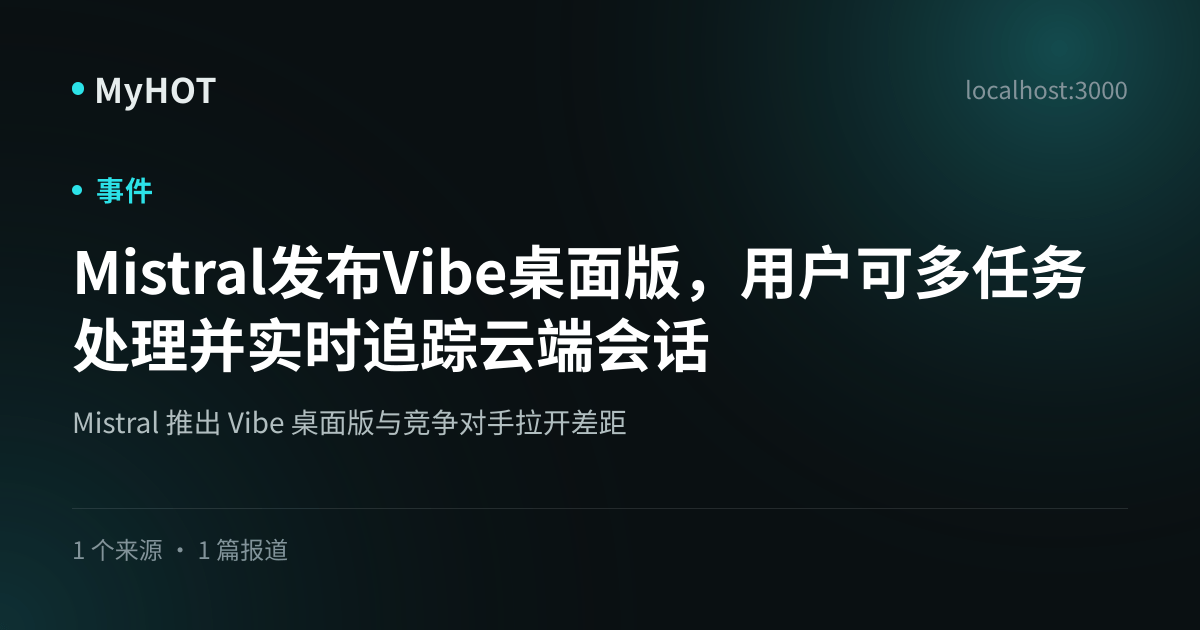 MyHOT
localhost:3000
事件
Mistral发布Vibe桌面版，用户可多任务
处理并实时追踪云端会话
Mistral 推出 Vibe 桌面版与竞争对手拉开差距
1 个来源 · 1 篇报道